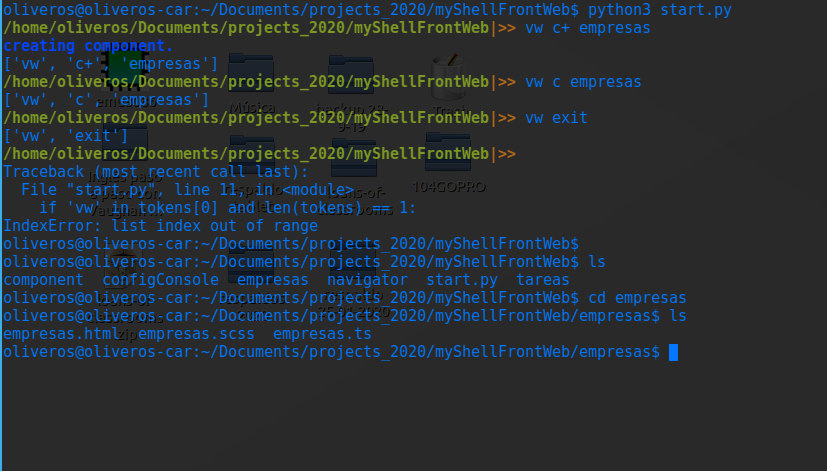 oliveros@oliveros-car:~/Documents/projects_2020/myShellFrontWeb$ python3 start.py
/home/oliveros/Documents/projects_2020/myShellFrontWeb|>> vw c+ empresas
creating component.
['vw', 'c+', 'empresas']
/home/oliveros/Documents/projects_2020/myShellFrontWeb|>> vw c empresas
['vw', 'c', 'empresas']
/home/oliveros/Documents/projects_2020/myShellFrontWeb|>> vw exit
['vw', 'exit']
/home/oliveros/Documents/projects_2020/myShellFrontWeb|>>
Traceback (most recent call last):
  File "start.py", line 11, in <module>
    if 'vw' in tokens[0] and len(tokens) == 1:
IndexError: list index out of range
oliveros@oliveros-car:~/Documents/projects_2020/myShellFrontWeb$
oliveros@oliveros-car:~/Documents/projects_2020/myShellFrontWeb$ ls
component  configConsole  empresas  navigator  start.py  tareas
oliveros@oliveros-car:~/Documents/projects_2020/myShellFrontWeb$ cd empresas
oliveros@oliveros-car:~/Documents/projects_2020/myShellFrontWeb/empresas$ ls
empresas.html  empresas.scss  empresas.ts
oliveros@oliveros-car:~/Documents/projects_2020/myShellFrontWeb/empresas$
Música
104GOPRO
zip